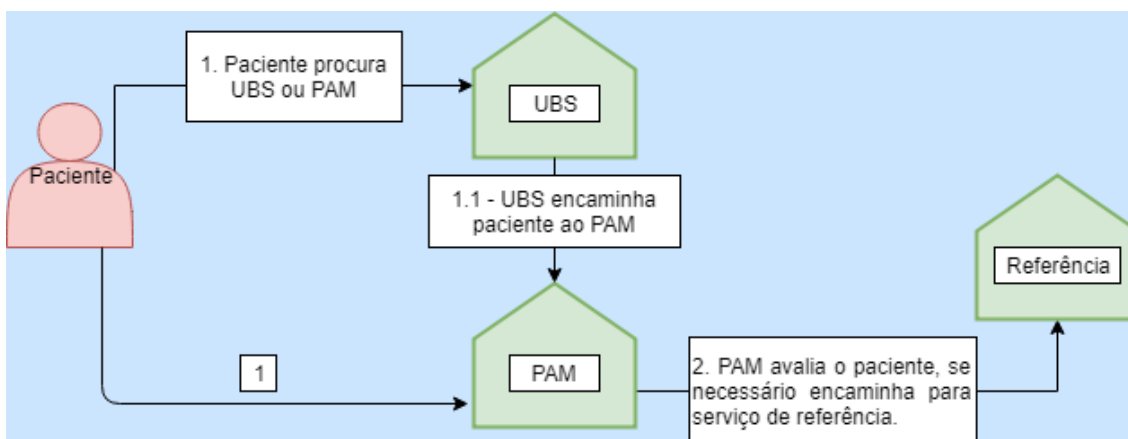 1. Paciente procura
UBS ou PAM
UBS
Paciente
1.1 - UBS encaminha
paciente ao PAM
Referência
1
PAM
2. PAM avalia o paciente, se
necessário encaminha para
serviço de referência.